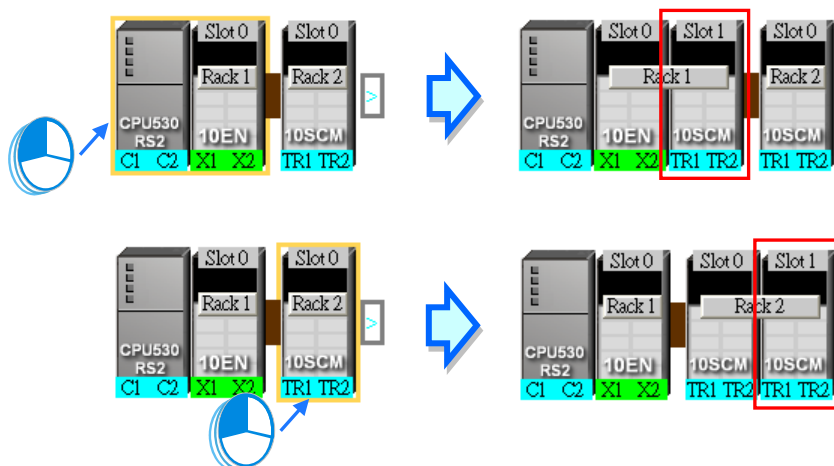 Slot 0 Slot 0
Rack 1 Rack 2
>
CPU530
RS2 10EN 10SCM
C1 C2 X1 X2 TR1 TR2
Slot 0 Slot 1 Slot 0
Rack 1 Rack 2
CPU530
RS2 10EN 10SCM 10SCM
C1 C2 X1 X2 TR1 TR2 TR1 TR2
Slot 0 Slot 0
Rack 1 Rack 2
>
CPU530
RS2 10EN 10SCM
C1 C2 X1 X2 TR1 TR2
Slot 0 Slot 0 Slot 1
Rack 1 Rack 2
CPU530
RS2 10EN 10SCM 10SCM
C1 C2 X1 X2 TR1 TR2 TR1 TR2